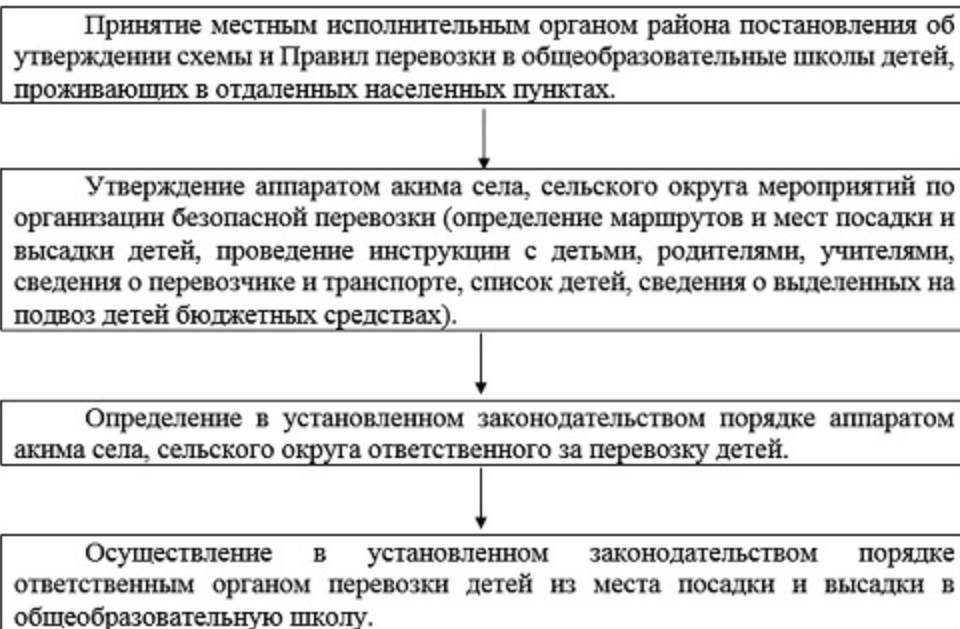 Принятие местным исполнительным органом района постановления об
утверждении схемы и Правил перевозки в общеобразовательные школы детей,
проживающих в отдаленных населенных пунктах.
Утверждение аппаратом акима села, сельского округа мероприятий по
организации безопасной перевозки (определение маршрутов и мест посадки и
высадки детей, проведение инструкции с детьми, родителями, учителями,
сведения о перевозчике и транспорте, список детей, сведения о выделенных на
подвоз детей бюджетных средствах).
Определение в установленном законодательством порядке аппаратом
акима села, сельского округа ответственного за перевозку детей.
Осуществление в установленном законодательством порядке
ответственным органом перевозки детей из места посадки и высадки в
общеобразовательную школу.